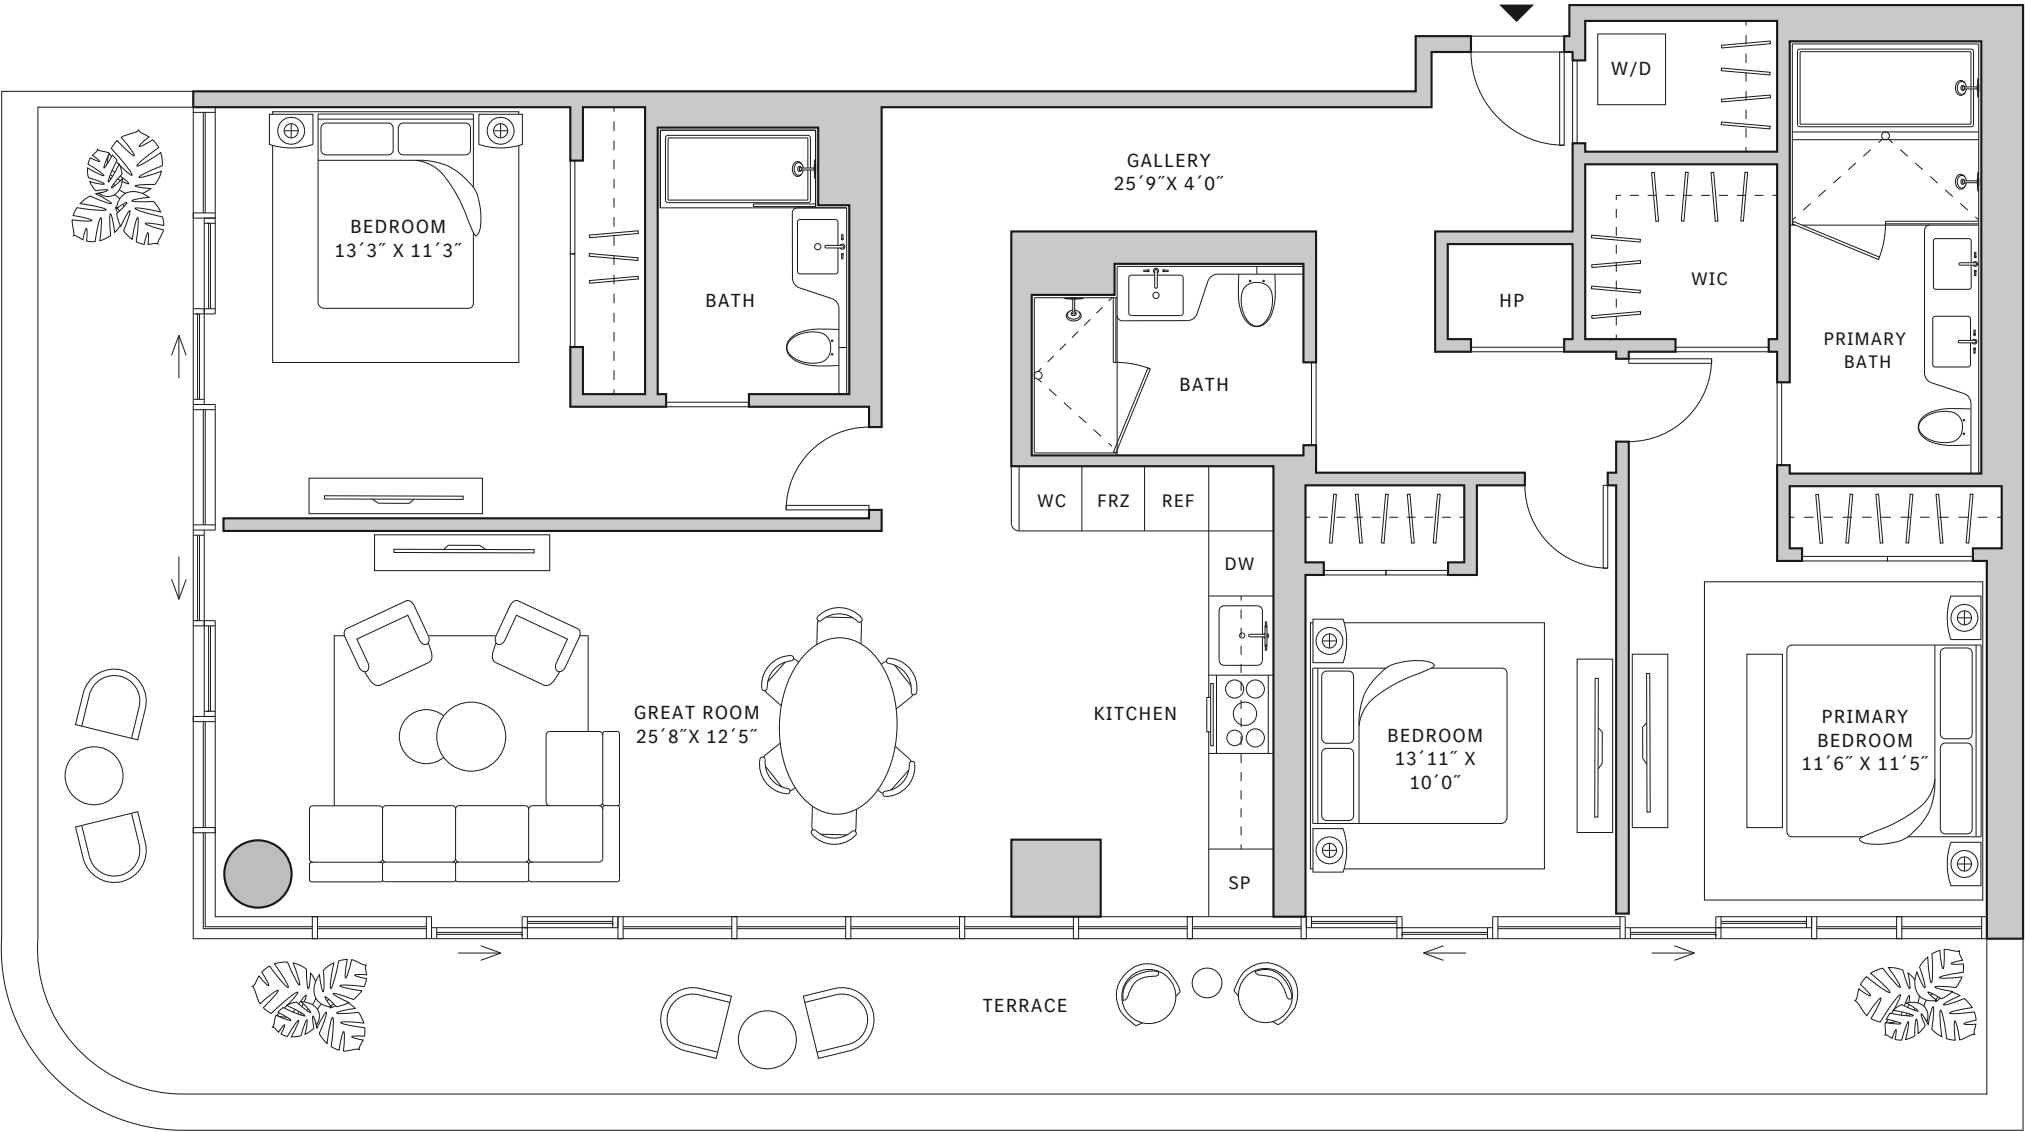 W/D
GALLERY
25´9˝X 4´0˝
BEDROOM
13´3˝ X 11´3˝
BATH
HP
WIC
PRIMARY
BATH
BATH
WC
FRZ
REF
DW
GREAT ROOM
25´8˝X 12´5˝
KITCHEN
BEDROOM
13´11˝ X
10´0˝
PRIMARY
BEDROOM
11´6˝ X 11´5˝
SP
TERRACE